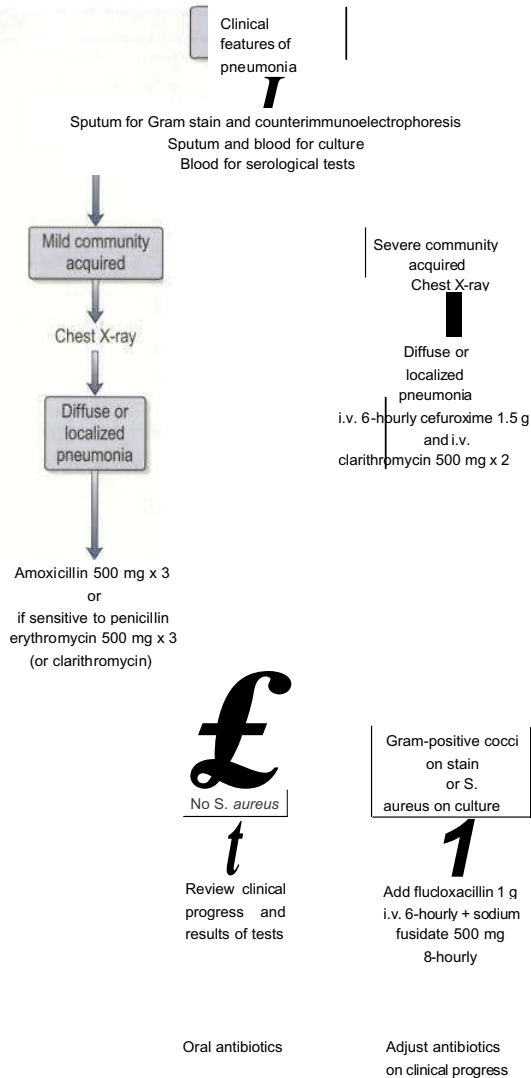 Clinical
features of
pneumonia
Sputum for Gram stain and counterimmunoelectrophoresis
Sputum and blood for culture
Blood for serological tests
Mild community
acquired
Chest X-ray
Diffuse or
localized
pneumonia
Amoxicillin 500 mg x 3
or
if sensitive to penicillin
erythromycin 500 mg x 3
(or clarithromycin)
Severe community
acquired
Chest X-ray
Diffuse or
localized
pneumonia
i.v. 6-hourly cefuroxime 1.5 g
and i.v.
clarithromycin 500 mg x 2
£
No S. aureus
t
Review clinical
progress and
results of tests
Oral antibiotics
Gram-positive cocci
on stain
or S.
aureus on culture
1
Add flucloxacillin 1 g
i.v. 6-hourly + sodium
fusidate 500 mg
8-hourly
Adjust antibiotics
on clinical progress